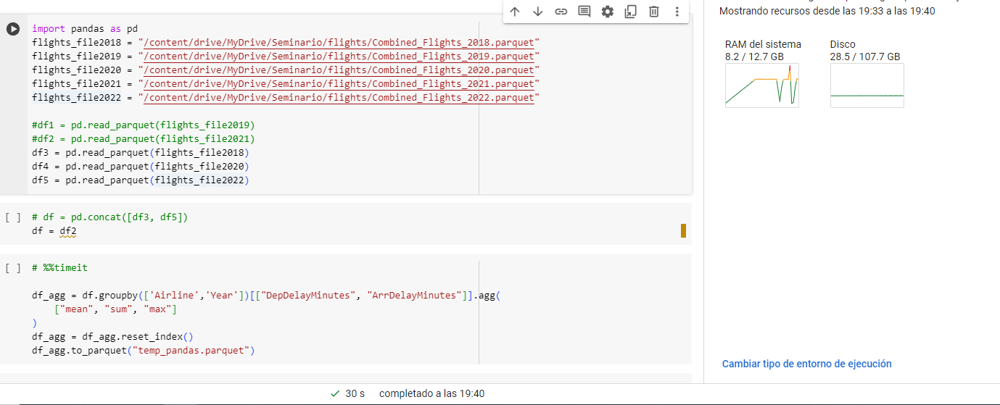 Mostrando recursos desde las 19:33 a las 19:40
RAM del sistema
8.2 / 12.7 GB
Disco
28.5 / 107.7 GB
import pandas as pd
flights_file2018 = "/content/drive/MyDrive/Seminario/flights/Combined_Flights_2018.parquet"
flights_file2019 = "/content/drive/MyDrive/Seminario/flights/Combined_Flights_2019.parquet"
flights_file2020 = "/content/drive/MyDrive/Seminario/flights/Combined_Flights_2020.parquet"
flights_file2021 = "/content/drive/MyDrive/Seminario/flights/Combined_Flights_2021.parquet"
flights_file2022 = "/content/drive/MyDrive/Seminario/flights/Combined_Flights_2022.parquet"
#df1 = pd.read_parquet(flights_file2019)
#df2 = pd.read_parquet(flights_file2021)
df3 = pd.read_parquet(flights_file2018)
df4 = pd.read_parquet(flights_file2020)
df5 = pd.read_parquet(flights_file2022)
[ ] # df = pd.concat([df3, df5])
df = df2
[ ] # %%timeit
df_agg = df.groupby(['Airline','Year'])[["DepDelayMinutes", "ArrDelayMinutes"]].agg(
["mean", "sum", "max"]
)
df_agg = df_agg.reset_index()
df_agg.to_parquet("temp_pandas.parquet")
Cambiar tipo de entorno de ejecución
30 s completado a las 19:40